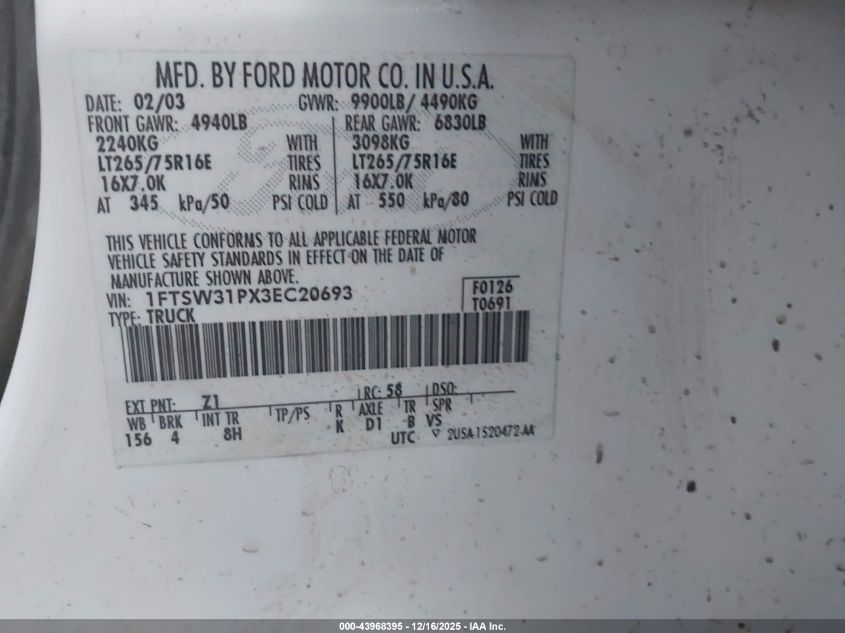 MFD. BY FORD MOTOR CO. IN U.S.A.
DATE: 02/03 GVWR: 9900LB/ 4490KG
FRONT GAWR: 4940LB REAR GAWR: 6830LB
2240KG WITH 3098KG WITH
LT265/75R16E TIRES LT265/75R16E TIRES
16X7.0K RIMS 16X7.0K RIMS
AT 345 kPa/50 PSI COLD AT 550 kPa/80 PSI COLD
THIS VEHICLE CONFORMS TO ALL APPLICABLE FEDERAL MOTOR
VEHICLE SAFETY STANDARDS IN EFFECT ON THE DATE OF
MANUFACTURE SHOWN ABOVE.
VIN: 1FTSW31PX3EC20693 F0126
TYPE: TRUCK T0691
EXT PNT: Z1 RC: 58 DSO:
WB BRK INT TR TP/PS R AXLE TR SPR
156 4 8H K D1 B VS
UTC 2USA-1520472-AA
000-43968395 - 12/16/2025 - IAA Inc.